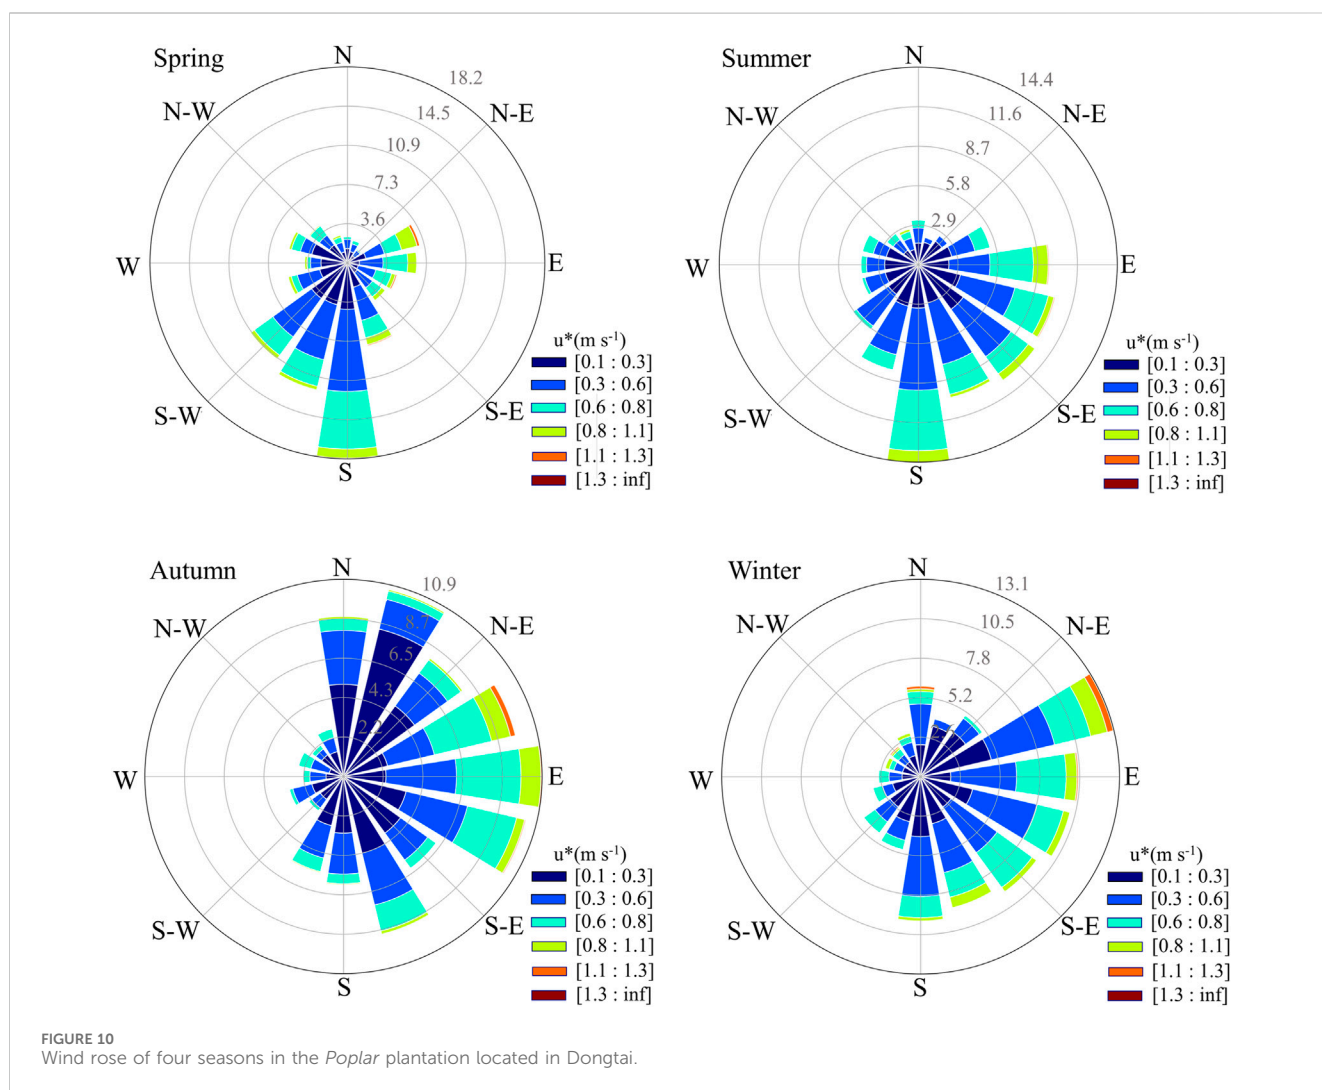 Spring
N
18.2
N-W
14.5
N-E
10.9
7.3
3.6
W
E
S-W
S-E
S
u*(m s⁻¹)
[0.1 : 0.3]
[0.3 : 0.6]
[0.6 : 0.8]
[0.8 : 1.1]
[1.1 : 1.3]
[1.3 : inf]
Summer
N
14.4
N-W
11.6
N-E
8.7
5.8
2.9
W
E
S-W
S-E
S
u*(m s⁻¹)
[0.1 : 0.3]
[0.3 : 0.6]
[0.6 : 0.8]
[0.8 : 1.1]
[1.1 : 1.3]
[1.3 : inf]
Autumn
N
10.9
N-W
8.7
N-E
6.5
4.3
2.2
W
E
S-W
S-E
S
u*(m s⁻¹)
[0.1 : 0.3]
[0.3 : 0.6]
[0.6 : 0.8]
[0.8 : 1.1]
[1.1 : 1.3]
[1.3 : inf]
Winter
N
13.1
N-W
10.5
N-E
7.8
5.2
W
E
S-W
S-E
S
u*(m s⁻¹)
[0.1 : 0.3]
[0.3 : 0.6]
[0.6 : 0.8]
[0.8 : 1.1]
[1.1 : 1.3]
[1.3 : inf]
FIGURE 10
Wind rose of four seasons in the Poplar plantation located in Dongtai.